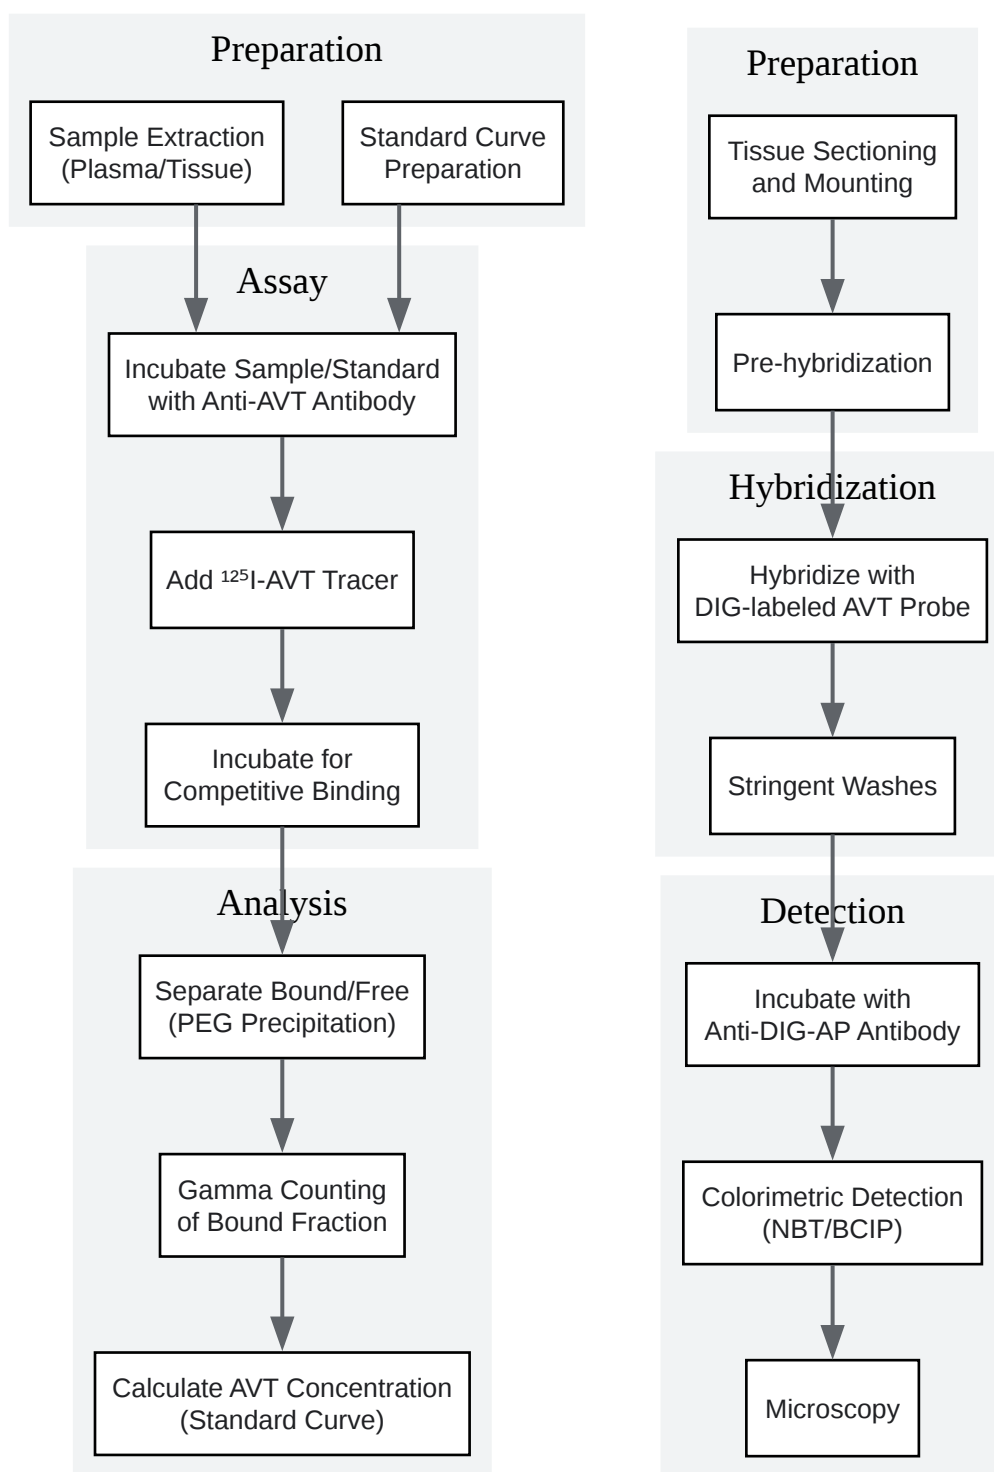 Preparation
Sample Extraction
(Plasma/Tissue)
Standard Curve
Preparation
Assay
Incubate Sample/Standard
with Anti-AVT Antibody
Add ¹²⁵I-AVT Tracer
Incubate for
Competitive Binding
Analysis
Separate Bound/Free
(PEG Precipitation)
Gamma Counting
of Bound Fraction
Calculate AVT Concentration
(Standard Curve)
Preparation
Tissue Sectioning
and Mounting
Pre-hybridization
Hybridization
Hybridize with
DIG-labeled AVT Probe
Stringent Washes
Detection
Incubate with
Anti-DIG-AP Antibody
Colorimetric Detection
(NBT/BCIP)
Microscopy